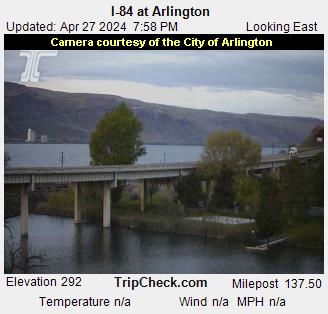 I-84 at Arlington
Updated: Apr 27 2024 7:58 PM Looking East
Camera courtesy of the City of Arlington
Elevation 292 TripCheck.com Milepost 137.50
Temperature n/a Wind n/a MPH n/a